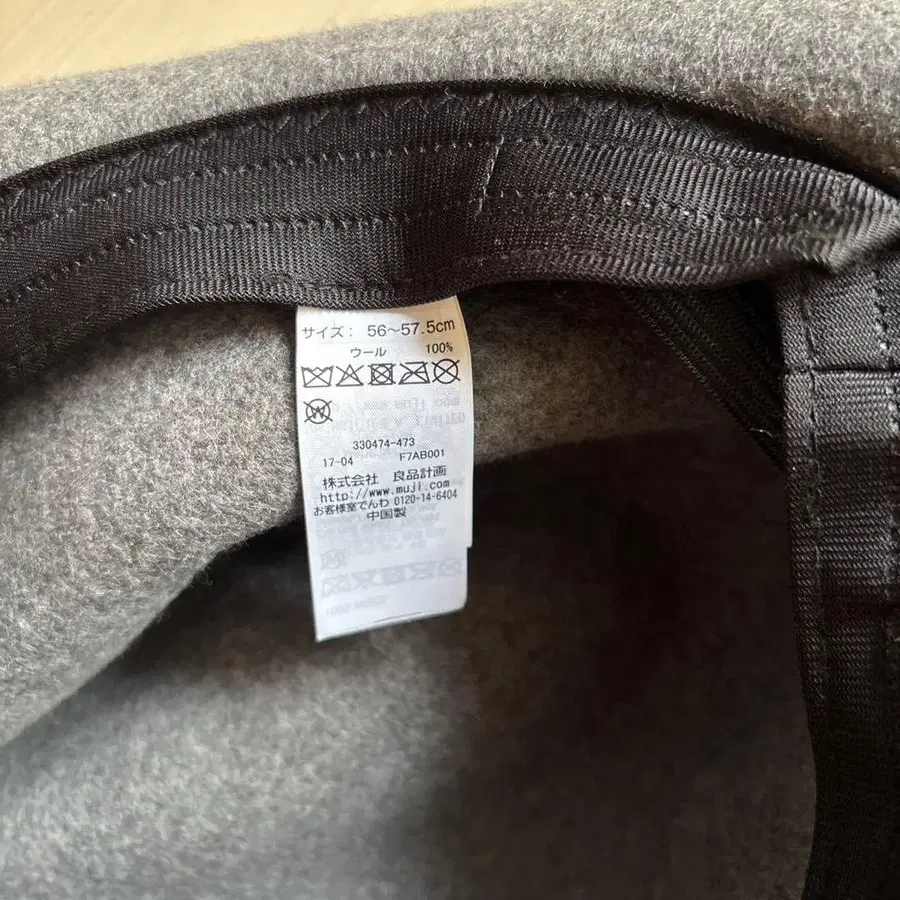 サイズ： 56～57.5cm
ウール 100%
W
330474-473
17-04 F7AB001
株式会社 良品計画
http://www.muji.com
お客様室でんわ 0120-14-6404
中国製